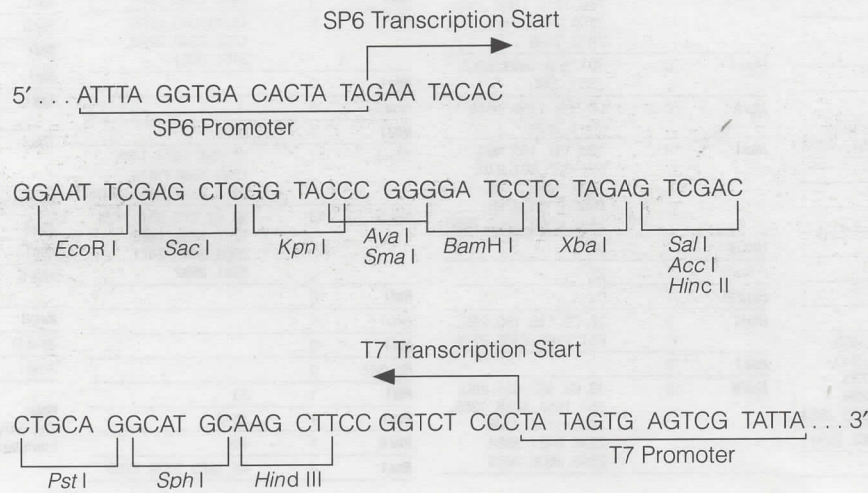 SP6 Transcription Start
5′ . . . ATTTA GGTGA CACTA TAGAA TACAC
SP6 Promoter
GGAAT TCGAG CTCGG TACCC GGGGA TCCTC TAGAG TCGAC
EcoR I Sac I Kpn I Ava I BamH I Xba I Sal I
Sma I Acc I
Hinc II
T7 Transcription Start
CTGCA GGCAT GCAAG CTTCC GGTCT CCCTA TAGTG AGTCG TATTA . . . 3′
Pst I Sph I Hind III T7 Promoter